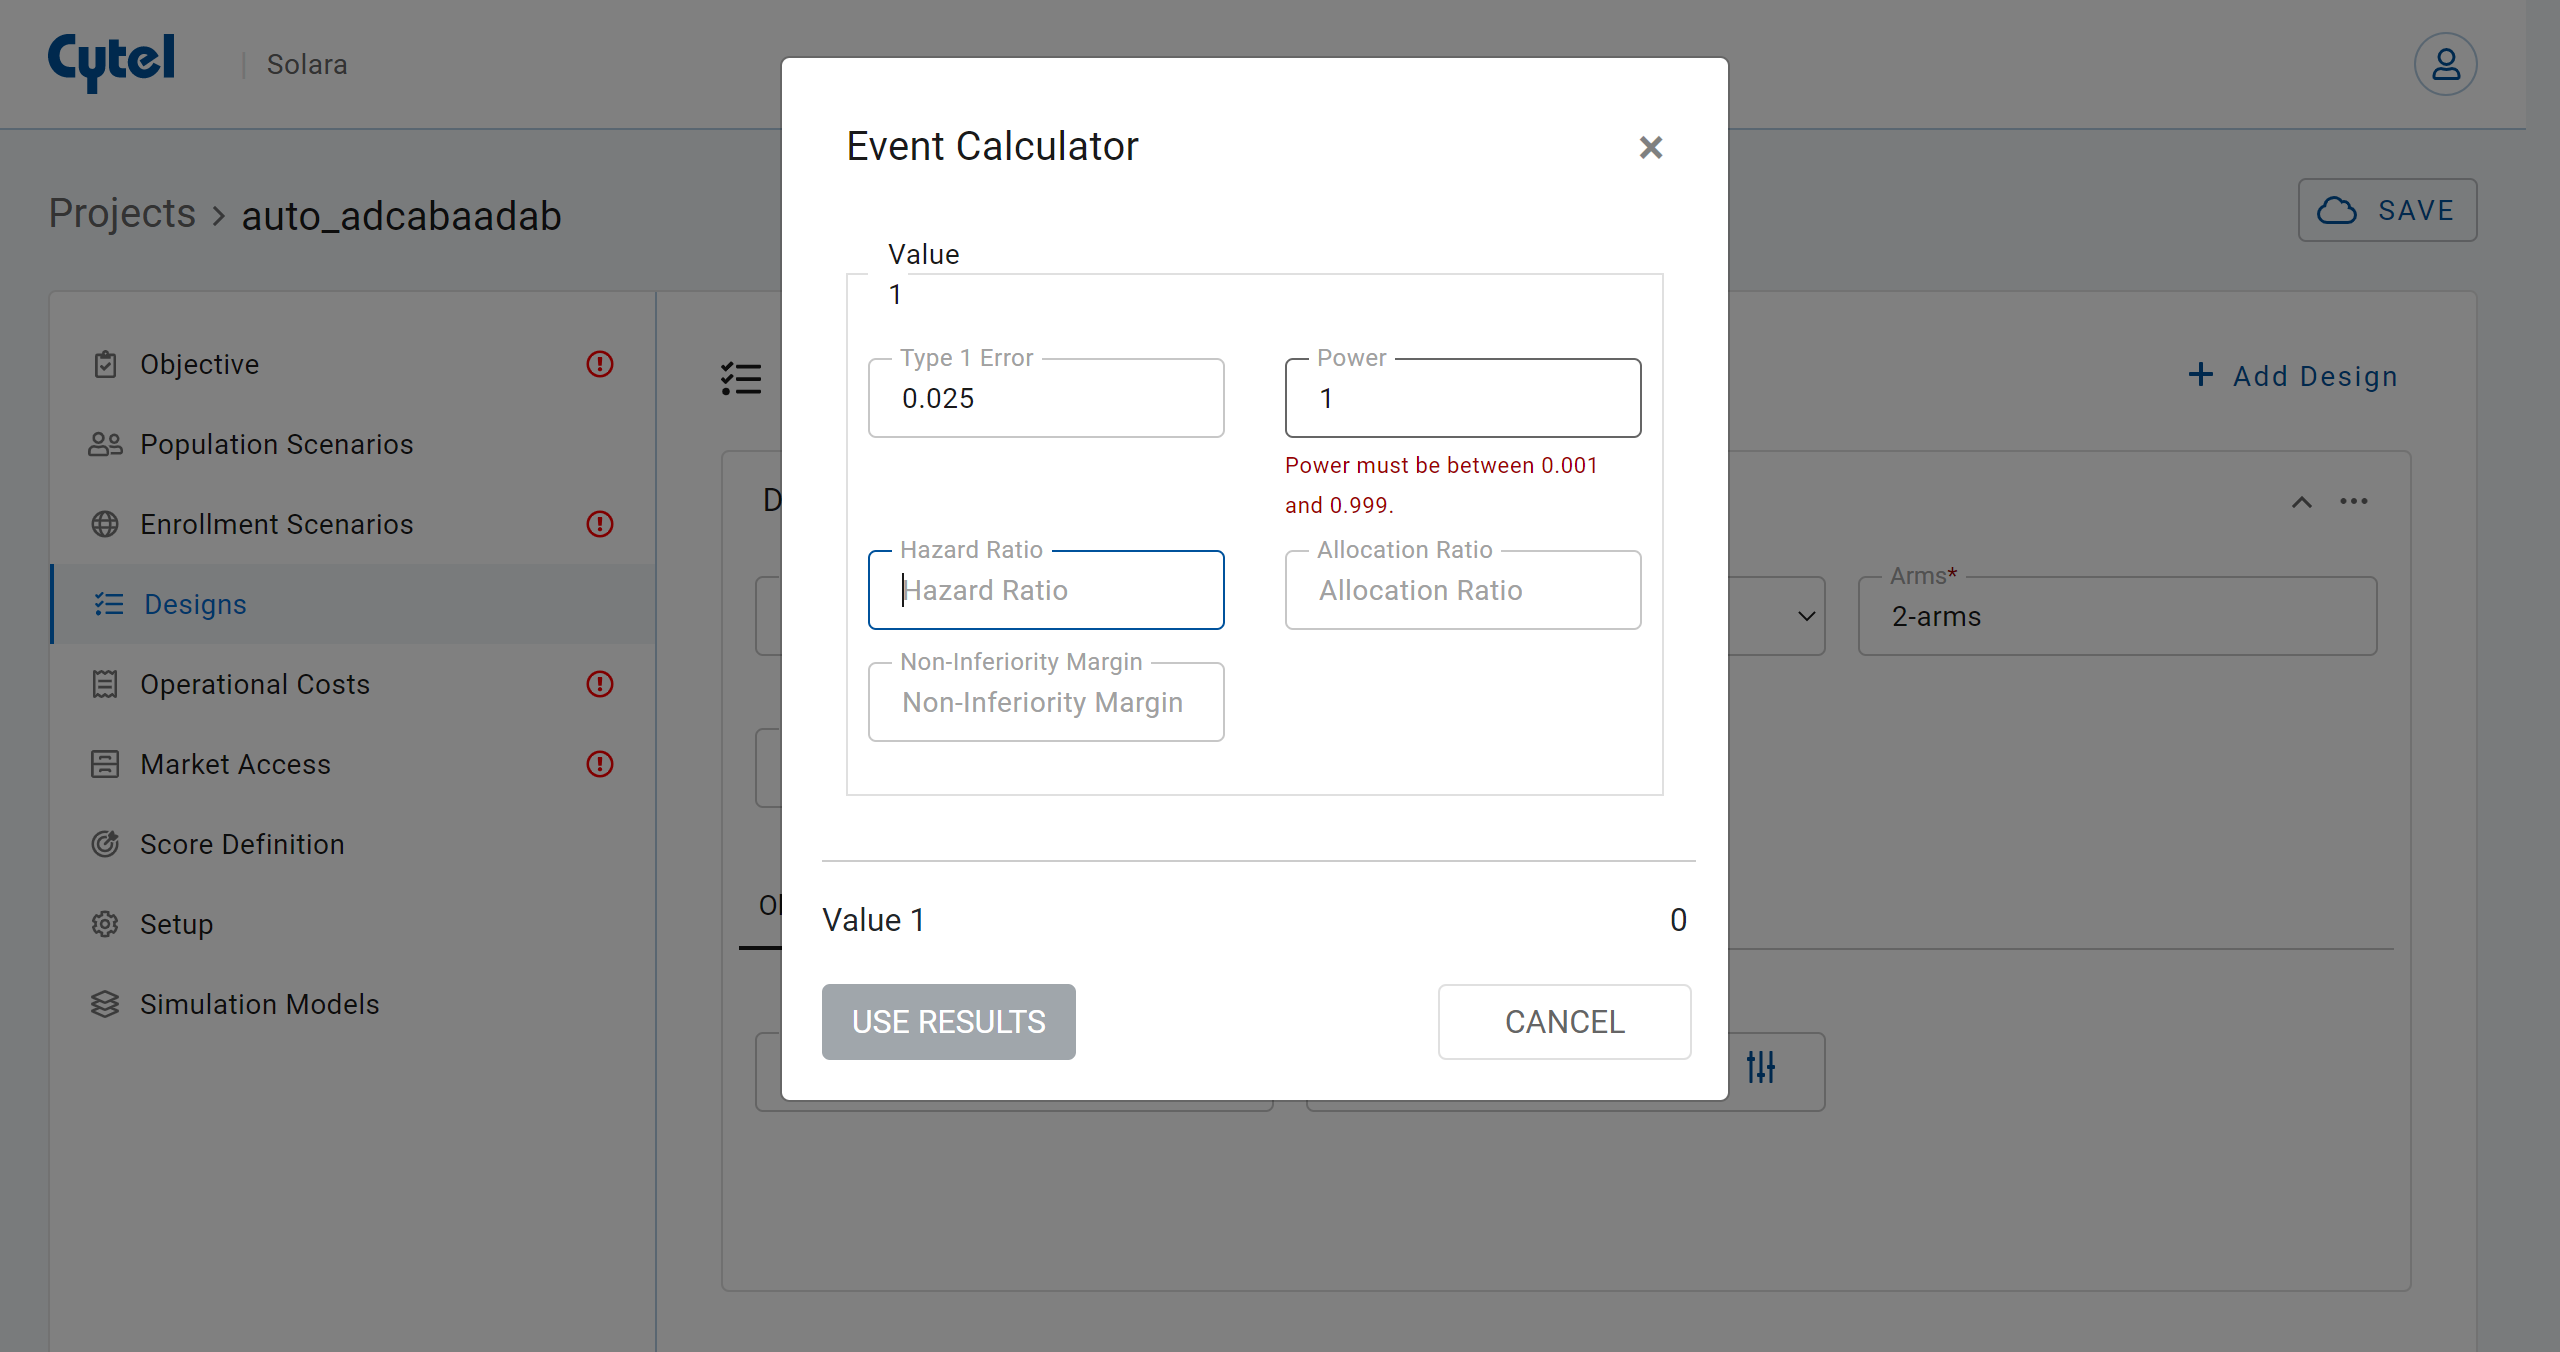 Cytel
Solara
Projects > auto_adcabaadab
SAVE
Objective
Population Scenarios
Enrollment Scenarios
Designs
Operational Costs
Market Access
Score Definition
Setup
Simulation Models
Add Design
Arms*
2-arms
Event Calculator
Value
1
Type 1 Error
0.025
Power
1
Power must be between 0.001
and 0.999.
Hazard Ratio
Hazard Ratio
Allocation Ratio
Allocation Ratio
Non-Inferiority Margin
Non-Inferiority Margin
Value 1 0
USE RESULTS
CANCEL